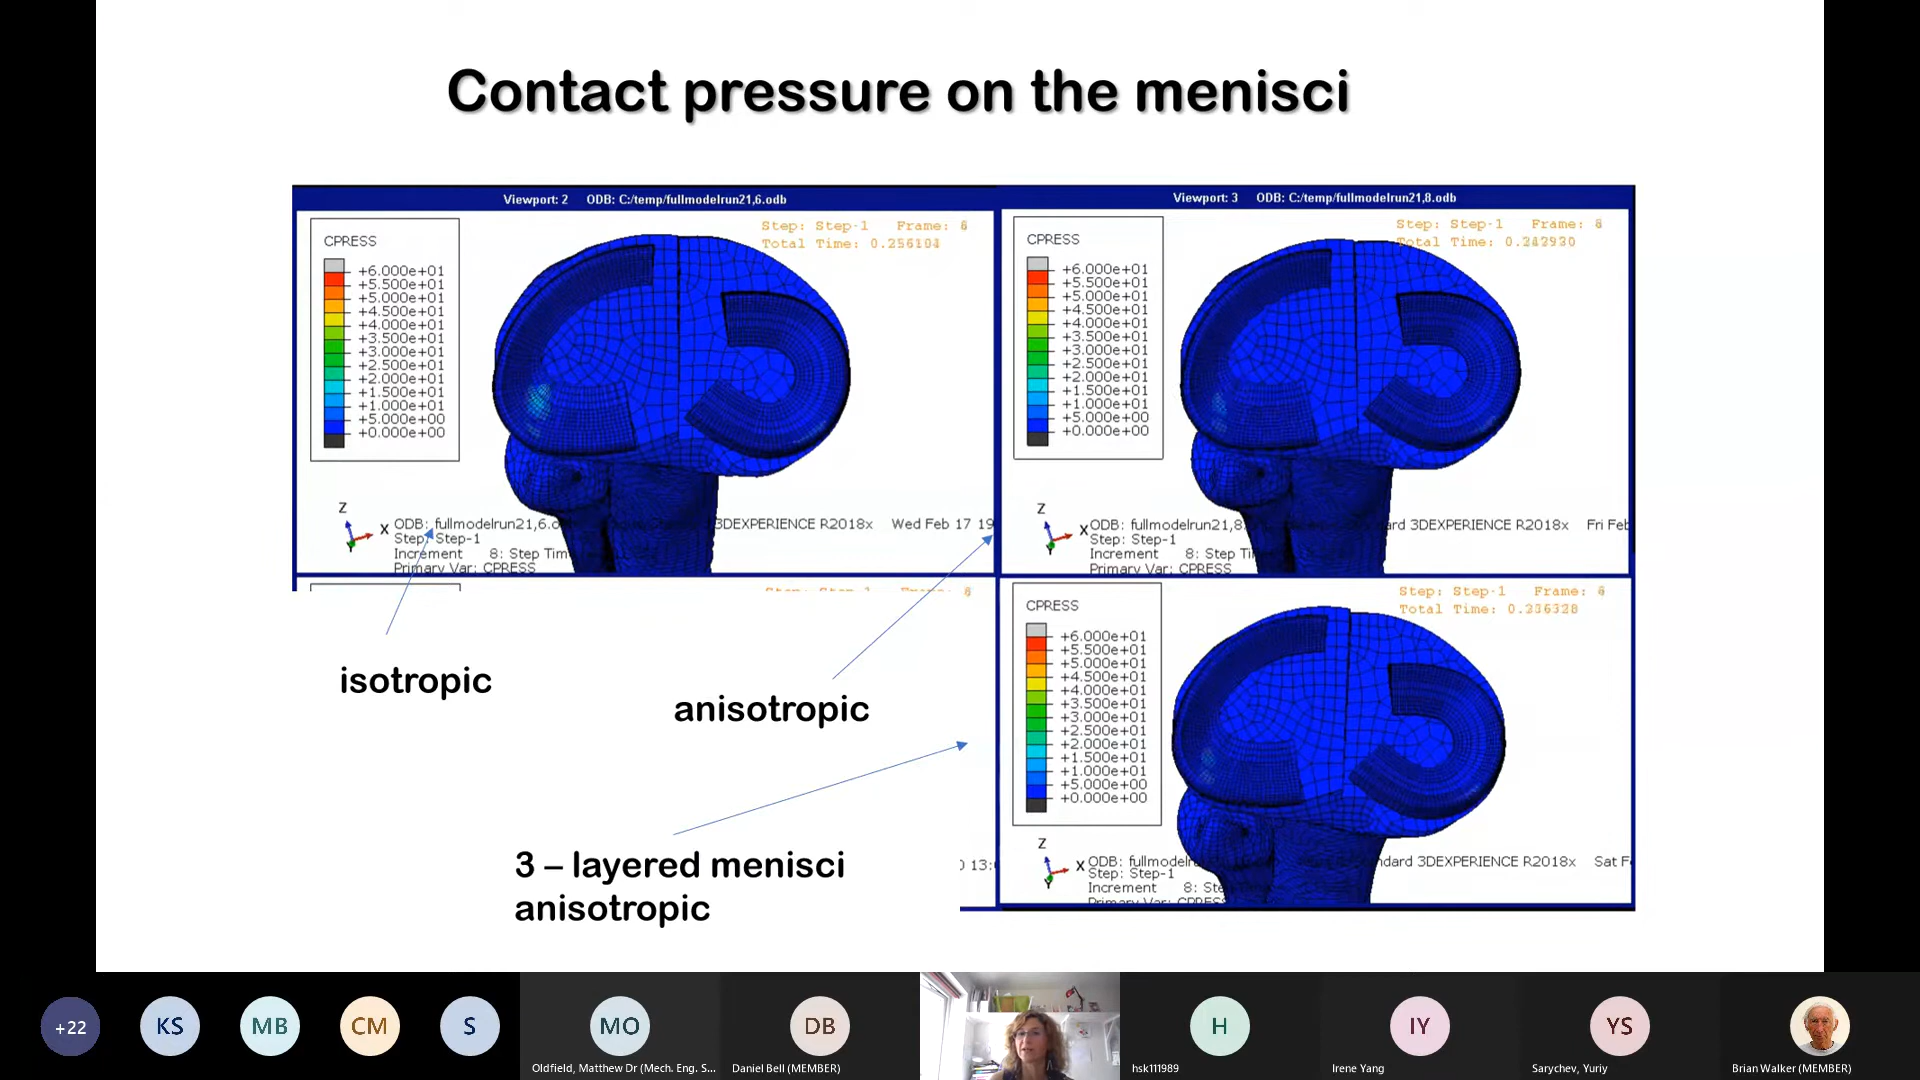 Contact pressure on the menisci
Viewport: 2 ODB: C:/temp/fullmodelrun21,6.odb
Step: Step-1 Frame: 8
Total Time: 0.256104
CPRESS
+6.000e+01
+5.500e+01
+5.000e+01
+4.500e+01
+4.000e+01
+3.500e+01
+3.000e+01
+2.500e+01
+2.000e+01
+1.500e+01
+1.000e+01
+5.000e+00
+0.000e+00
Z
X
ODB: fullmodelrun21,6.o 3DEXPERIENCE R2018x Wed Feb 17 19
Step: Step-1
Increment 8: Step Tim
Primary Var: CPRESS
Viewport: 3 ODB: C:/temp/fullmodelrun21,8.odb
Step: Step-1 Frame: 8
Total Time: 0.242930
CPRESS
+6.000e+01
+5.500e+01
+5.000e+01
+4.500e+01
+4.000e+01
+3.500e+01
+3.000e+01
+2.500e+01
+2.000e+01
+1.500e+01
+1.000e+01
+5.000e+00
+0.000e+00
Z
X
ODB: fullmodelrun21,8 ard 3DEXPERIENCE R2018x Fri Feb
Step: Step-1
Increment 8: Step Ti
Primary Var: CPRESS
isotropic
anisotropic
3 – layered menisci
anisotropic
0 13:
Step: Step-1 Frame: 8
Total Time: 0.236328
CPRESS
+6.000e+01
+5.500e+01
+5.000e+01
+4.500e+01
+4.000e+01
+3.500e+01
+3.000e+01
+2.500e+01
+2.000e+01
+1.500e+01
+1.000e+01
+5.000e+00
+0.000e+00
Z
X
ODB: fullmodelru ndard 3DEXPERIENCE R2018x Sat F
Step: Step-1
Increment 8: Ste
Primary Var: CPRESS
+22
KS
MB
CM
S
MO
Oldfield, Matthew Dr (Mech. Eng. S...
DB
Daniel Bell (MEMBER)
H
hsk111989
IY
Irene Yang
YS
Sarychev, Yuriy
Brian Walker (MEMBER)